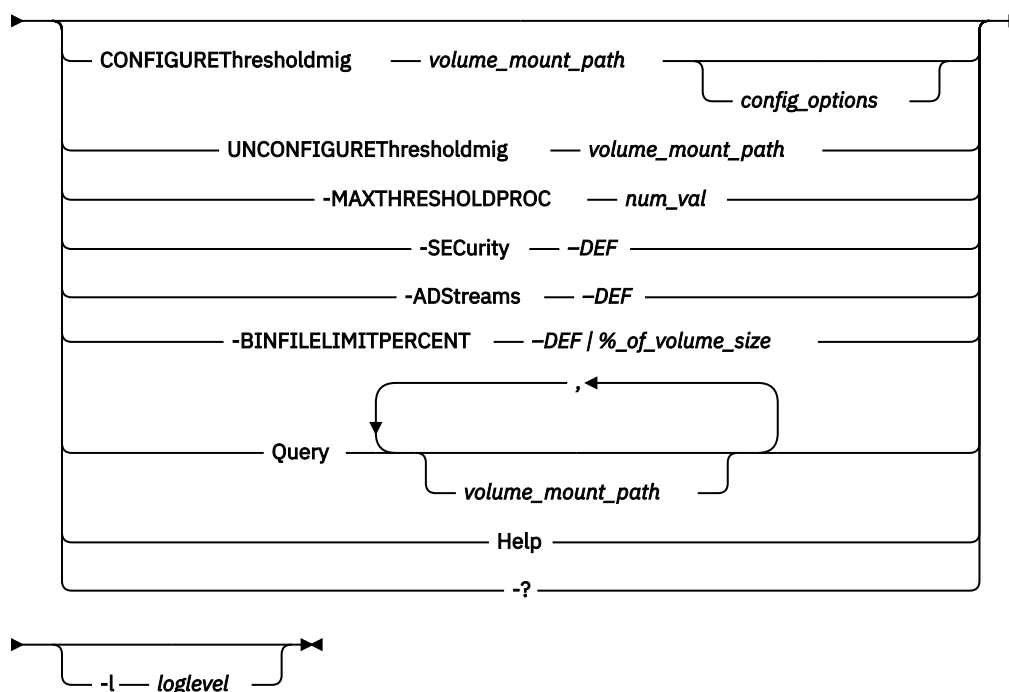 CONFIGUREThresholdmig volume_mount_path
config_options
UNCONFIGUREThresholdmig volume_mount_path
-MAXTHRESHOLDPROC num_val
-SECurity –DEF
-ADStreams –DEF
-BINFILELIMITPERCENT –DEF | %_of_volume_size
,
Query
volume_mount_path
Help
-?
-l loglevel